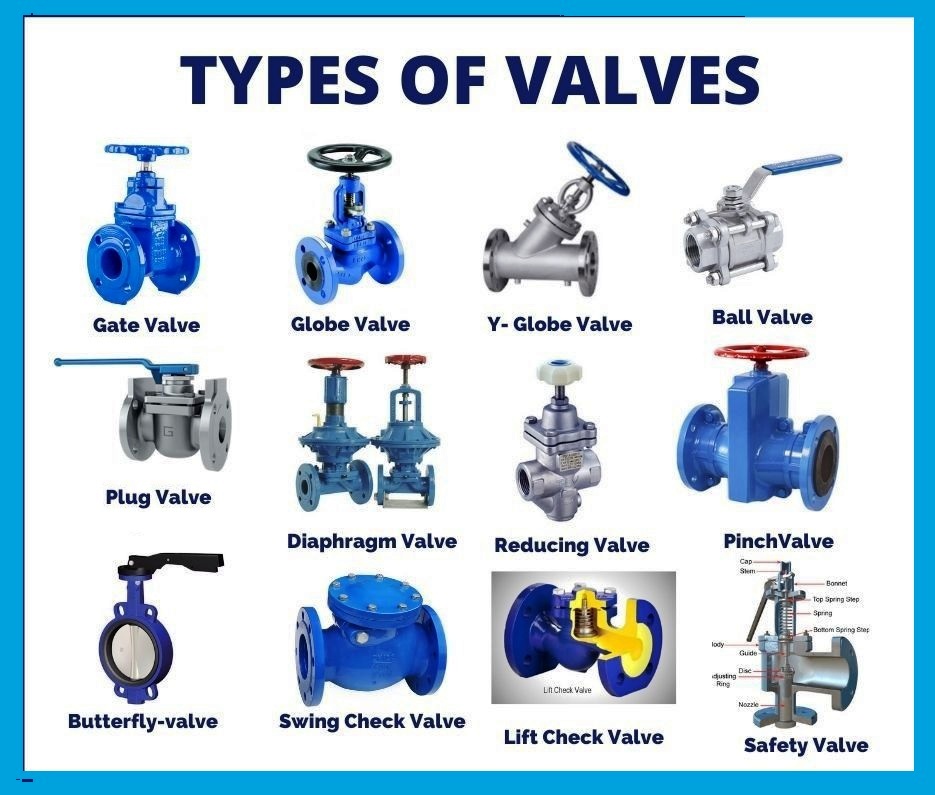 TYPES OF VALVES
Gate Valve
Globe Valve
Y- Globe Valve
Ball Valve
G
Plug Valve
Diaphragm Valve
Reducing Valve
PinchValve
Butterfly-valve
Swing Check Valve
Lift Check Valve
Lift Check Valve
Cap
Stem
Bonnet
Top Spring Step
Spring
Bottom Spring Step
Guide
Disc
Ring
Nozzle
Safety Valve